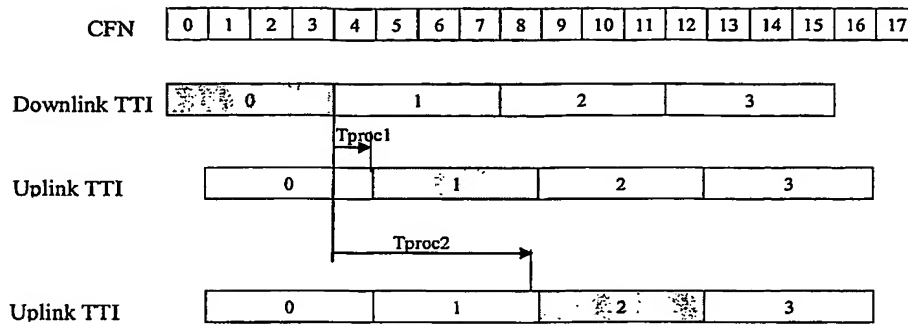 CFN 0 1 2 3 4 5 6 7 8 9 10 11 12 13 14 15 16 17
Downlink TTI 0 1 2 3
Tproc1
Uplink TTI 0 1 2 3
Tproc2
Uplink TTI 0 1 2 3